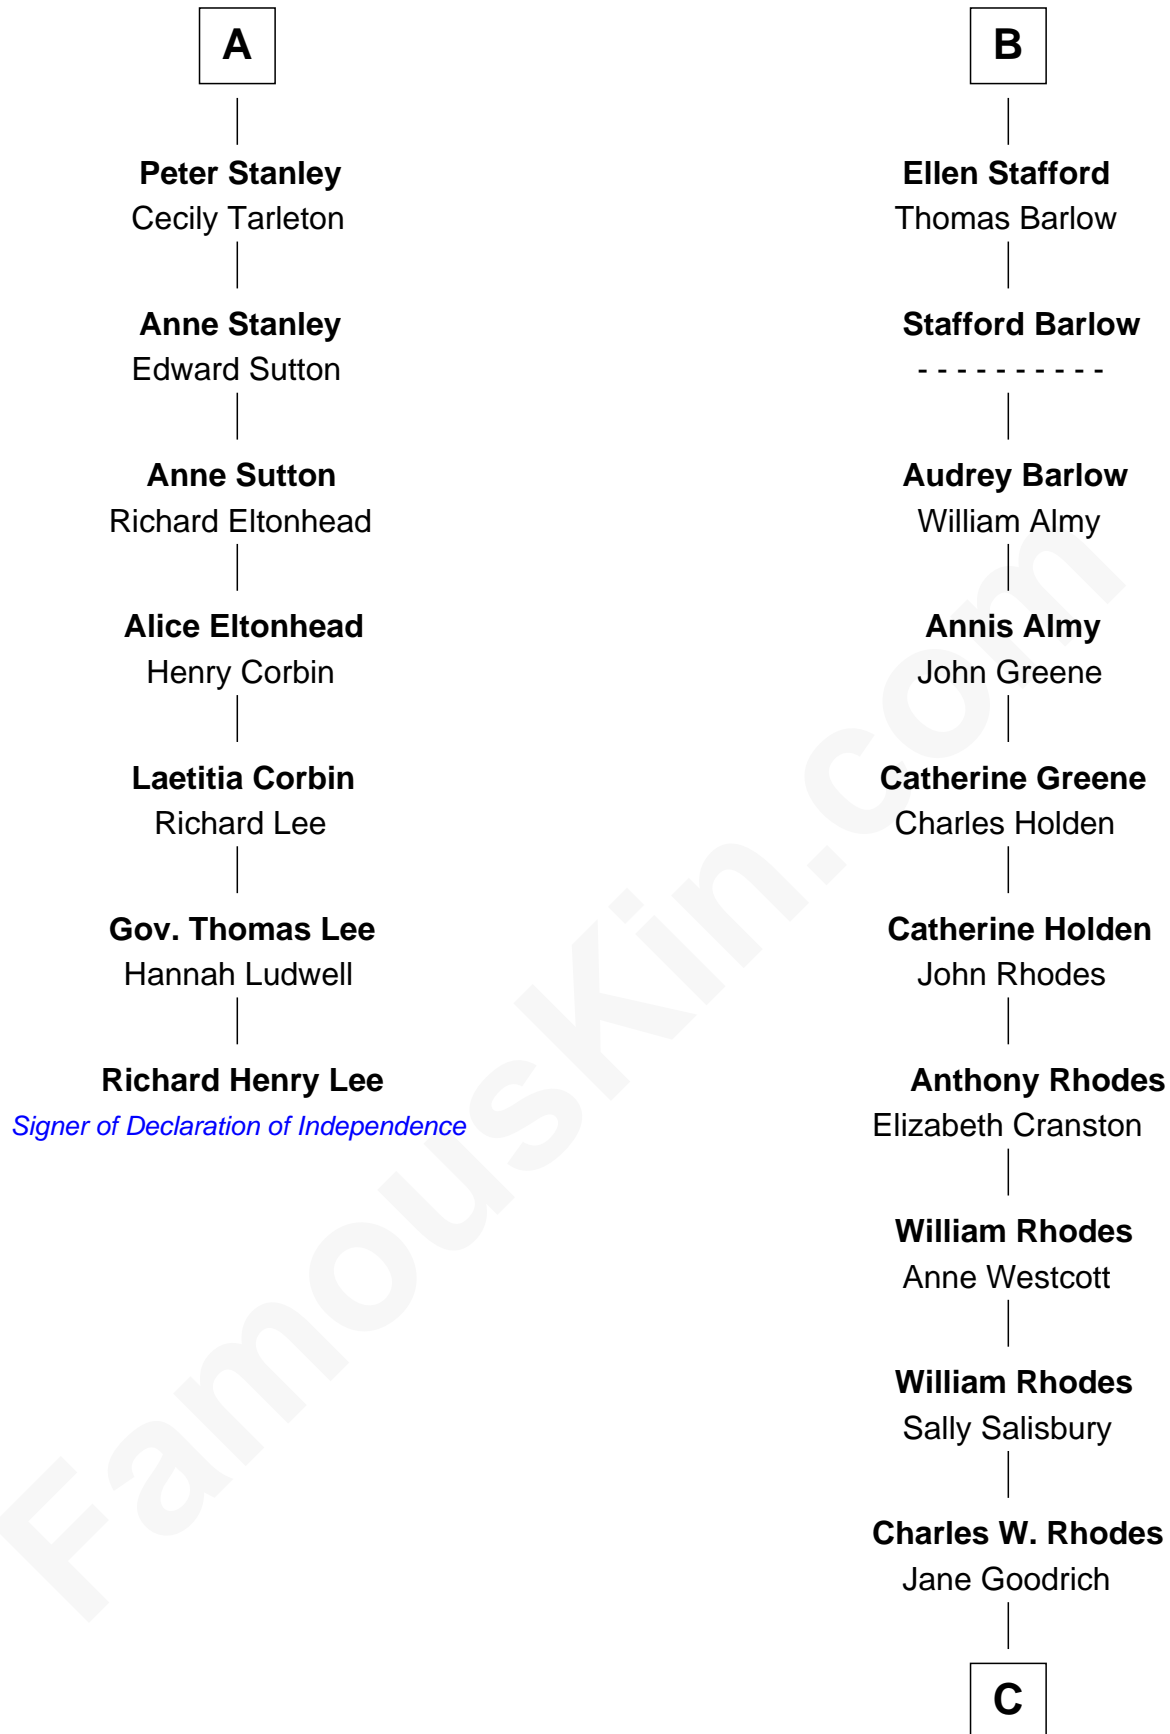 A
Peter Stanley
Cecily Tarleton
Anne Stanley
Edward Sutton
Anne Sutton
Richard Eltonhead
Alice Eltonhead
Henry Corbin
Laetitia Corbin
Richard Lee
Gov. Thomas Lee
Hannah Ludwell
Richard Henry Lee
Signer of Declaration of Independence
B
Ellen Stafford
Thomas Barlow
Stafford Barlow
- - - - - - - - - -
Audrey Barlow
William Almy
Annis Almy
John Greene
Catherine Greene
Charles Holden
Catherine Holden
John Rhodes
Anthony Rhodes
Elizabeth Cranston
William Rhodes
Anne Westcott
William Rhodes
Sally Salisbury
Charles W. Rhodes
Jane Goodrich
C
FamousKin.com